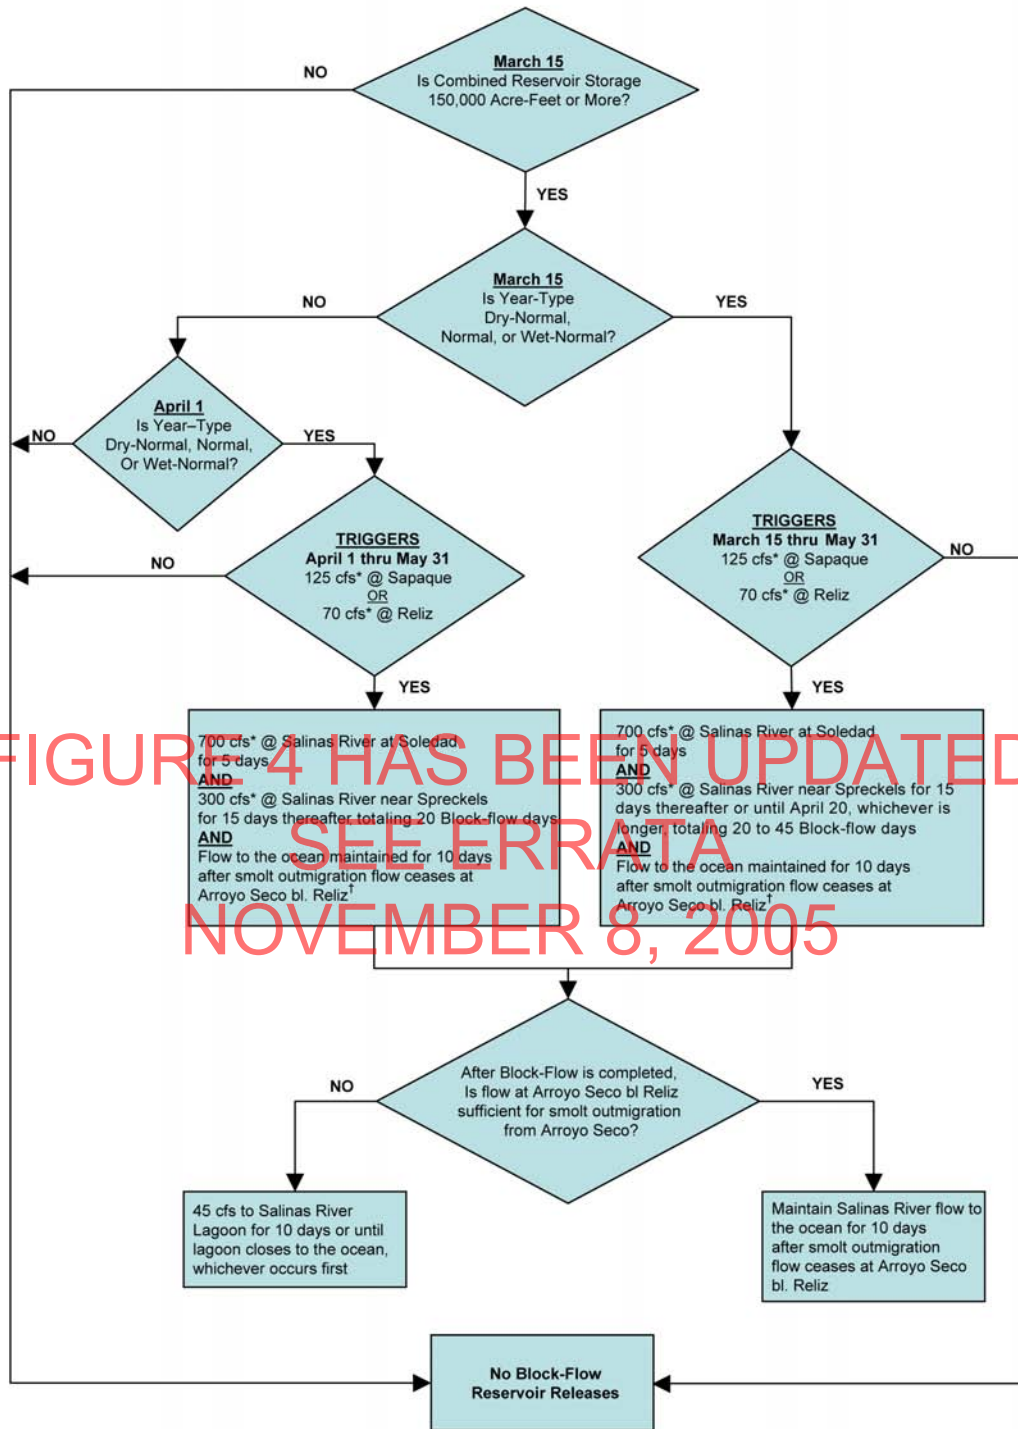 March 15
Is Combined Reservoir Storage
150,000 Acre-Feet or More?
NO
YES
March 15
Is Year-Type
Dry-Normal,
Normal, or Wet-Normal?
NO
YES
April 1
Is Year–Type
Dry-Normal, Normal,
Or Wet-Normal?
NO
YES
TRIGGERS
April 1 thru May 31
125 cfs* @ Sapaque
OR
70 cfs* @ Reliz
NO
YES
TRIGGERS
March 15 thru May 31
125 cfs* @ Sapaque
OR
70 cfs* @ Reliz
NO
YES
700 cfs* @ Salinas River at Soledad
for 5 days
AND
300 cfs* @ Salinas River near Spreckels
for 15 days thereafter totaling 20 Block-flow days
AND
Flow to the ocean maintained for 10 days
after smolt outmigration flow ceases at
Arroyo Seco bl. Reliz†
700 cfs* @ Salinas River at Soledad
for 5 days
AND
300 cfs* @ Salinas River near Spreckels for 15
days thereafter or until April 20, whichever is
longer, totaling 20 to 45 Block-flow days
AND
Flow to the ocean maintained for 10 days
after smolt outmigration flow ceases at
Arroyo Seco bl. Reliz†
FIGURE 4 HAS BEEN UPDATED
SEE ERRATA
NOVEMBER 8, 2005
After Block-Flow is completed,
Is flow at Arroyo Seco bl Reliz
sufficient for smolt outmigration
from Arroyo Seco?
NO
YES
45 cfs to Salinas River
Lagoon for 10 days or until
lagoon closes to the ocean,
whichever occurs first
Maintain Salinas River flow to
the ocean for 10 days
after smolt outmigration
flow ceases at Arroyo Seco
bl. Reliz
No Block-Flow
Reservoir Releases